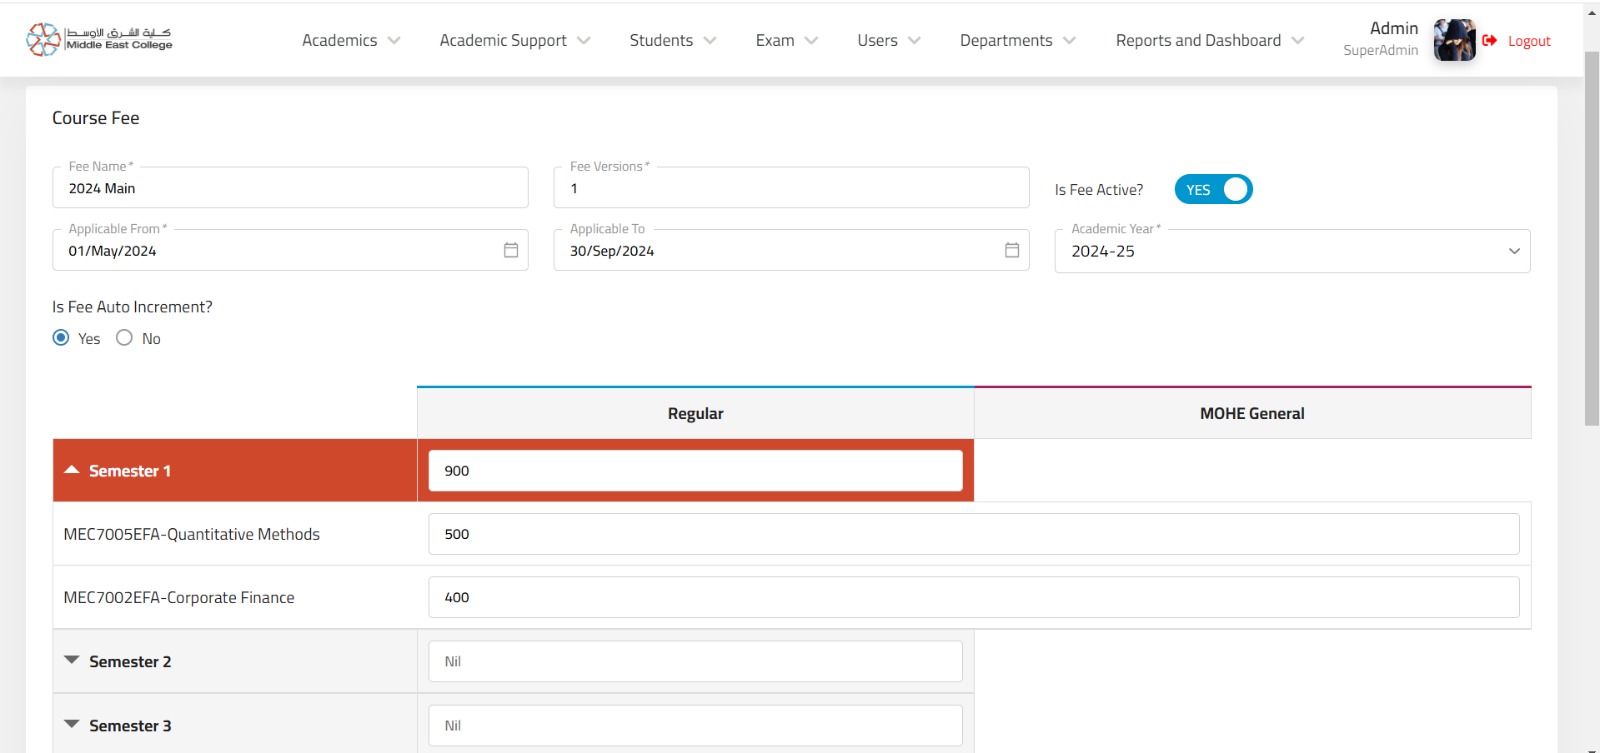 كلية الشرق الأوسط
Middle East College
Academics
Academic Support
Students
Exam
Users
Departments
Reports and Dashboard
Admin
SuperAdmin
Logout
Course Fee
Fee Name*
2024 Main
Fee Versions*
1
Is Fee Active?
YES
Applicable From*
01/May/2024
Applicable To
30/Sep/2024
Academic Year*
2024-25
Is Fee Auto Increment?
Yes
No
Regular
MOHE General
Semester 1
900
MEC7005EFA-Quantitative Methods
500
MEC7002EFA-Corporate Finance
400
Semester 2
Nil
Semester 3
Nil